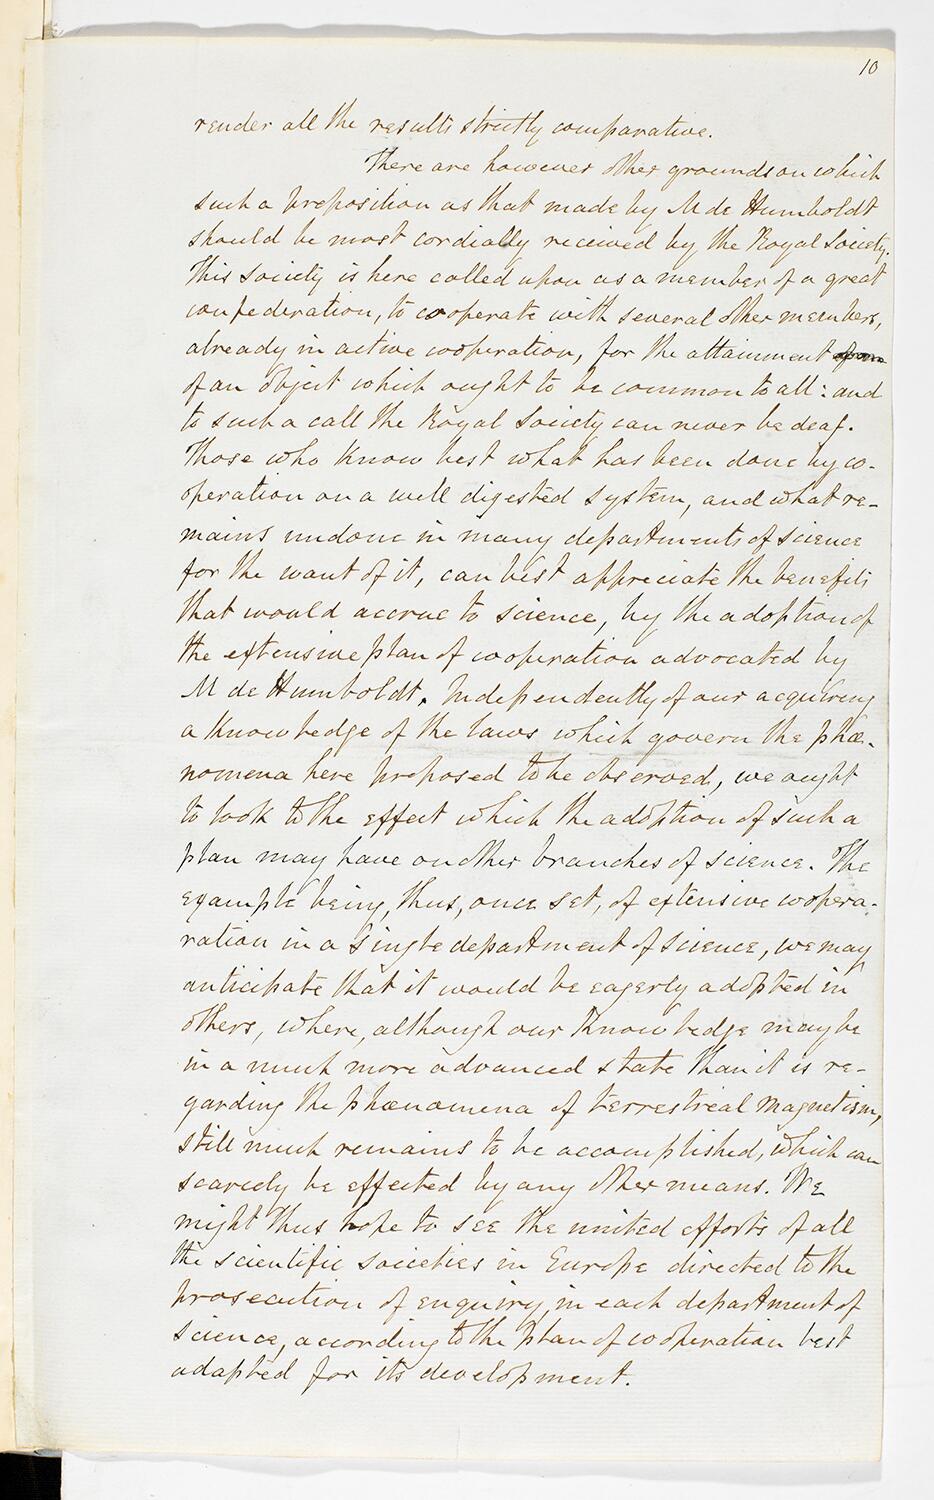 10
render all the results strictly comparative.
There are however other grounds on which
such a proposition as that made by M de Humboldt
should be most cordially received by the Royal Society.
This Society is here called upon as a member of a great
confederation, to cooperate with several other members,
already in active cooperation, for the attainment
of an object which ought to be common to all: and
to such a call the Royal Society can never be deaf.
Those who know best what has been done by co-
operation on a well digested system, and what re-
mains undone in many departments of science
for the want of it, can best appreciate the benefits
that would accrue to science, by the adoption of
the extensive plan of cooperation advocated by
M de Humboldt. Independently of our acquiring
a knowledge of the laws which govern the phæ-
nomena here proposed to be observed, we ought
to look to the effect which the adoption of such a
plan may have on other branches of science. The
example being, thus, once set, of extensive coopera-
ration in a single department of science, we may
anticipate that it would be eagerly adopted in
others, where, although our knowledge may be
in a much more advanced state than it is re-
garding the phænomena of terrestrial magnetism,
still much remains to be accomplished, which can
scarcely be effected by any other means. We
might thus hope to see the united efforts of all
the scientific societies in Europe directed to the
prosecution of enquiry, in each department of
science, according to the plan of cooperation best
adapted for its development.